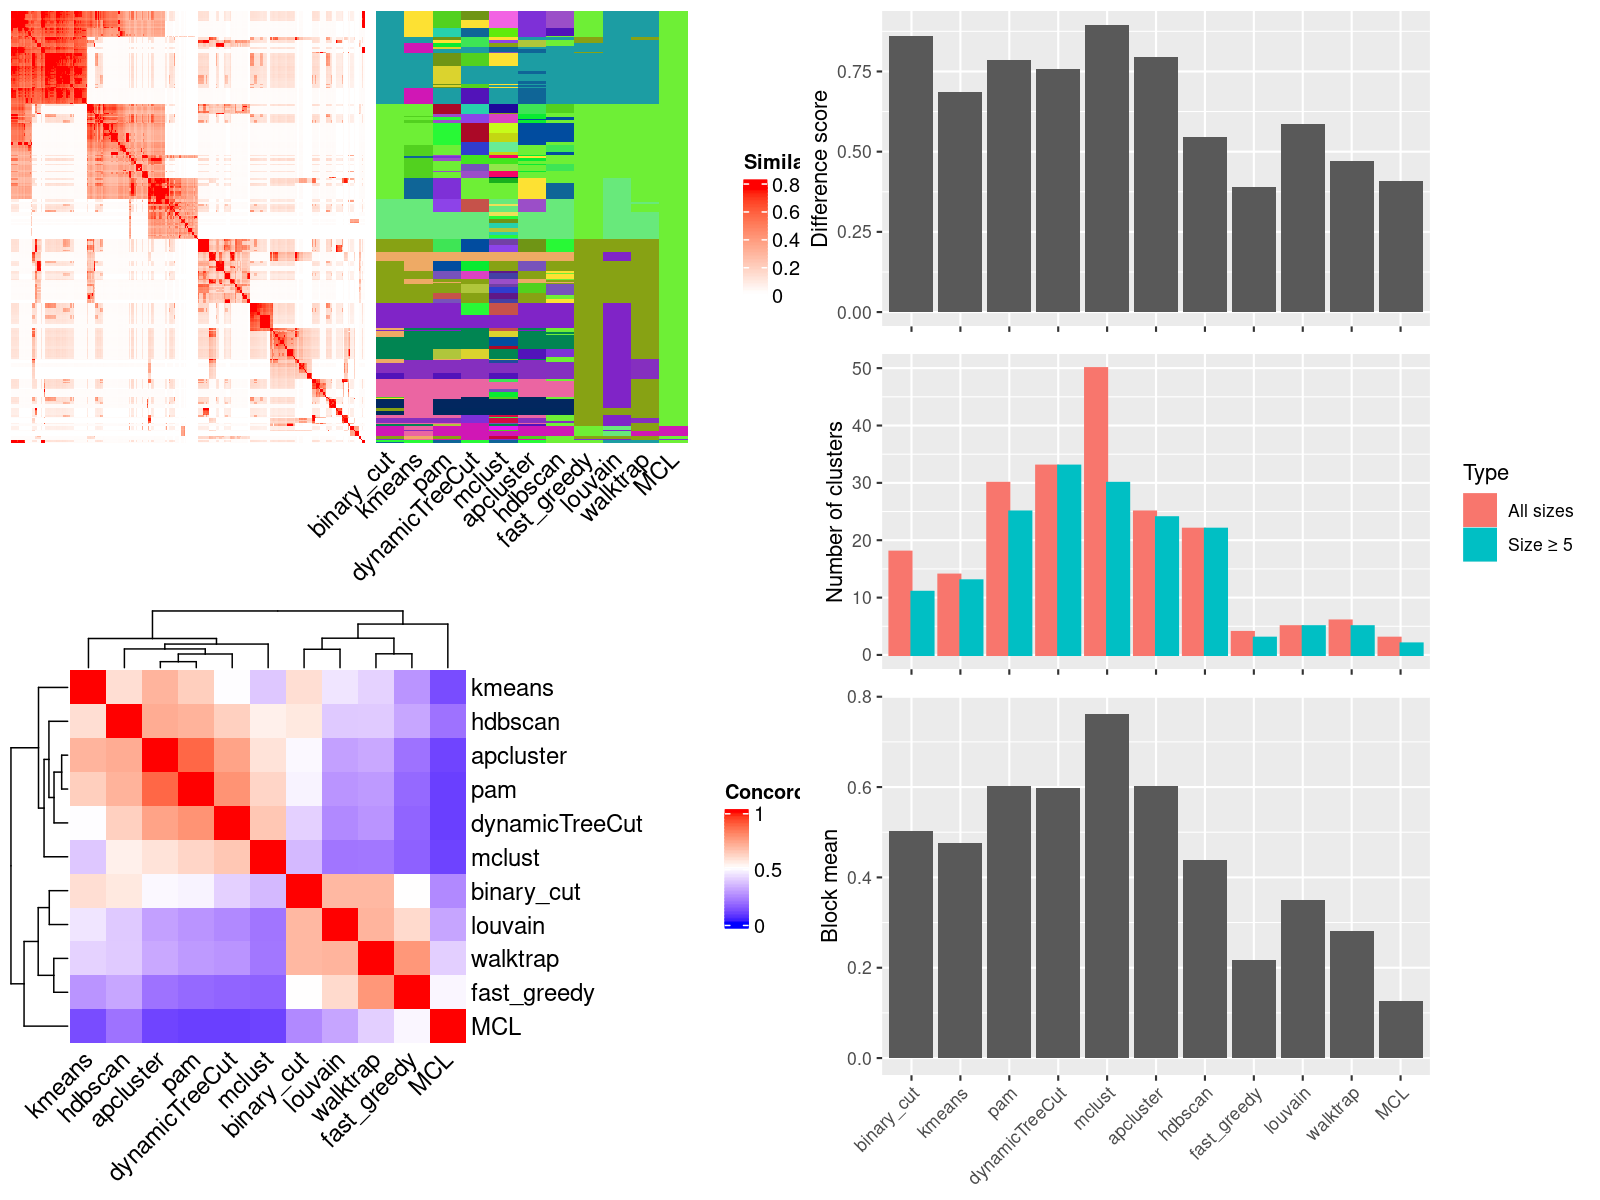 Simila
0.8
0.6
0.4
0.2
0
binary_cut
kmeans
pam
dynamicTreeCut
mclust
apcluster
hdbscan
fast_greedy
louvain
walktrap
MCL
kmeans
hdbscan
apcluster
pam
dynamicTreeCut
mclust
binary_cut
louvain
walktrap
fast_greedy
MCL
Concord
1
0.5
0
kmeans
hdbscan
apcluster
pam
dynamicTreeCut
mclust
binary_cut
louvain
walktrap
fast_greedy
MCL
Difference score
0.75
0.50
0.25
0.00
Number of clusters
50
40
30
20
10
0
Type
All sizes
Size ≥ 5
Block mean
0.8
0.6
0.4
0.2
0.0
binary_cut
kmeans
pam
dynamicTreeCut
mclust
apcluster
hdbscan
fast_greedy
louvain
walktrap
MCL